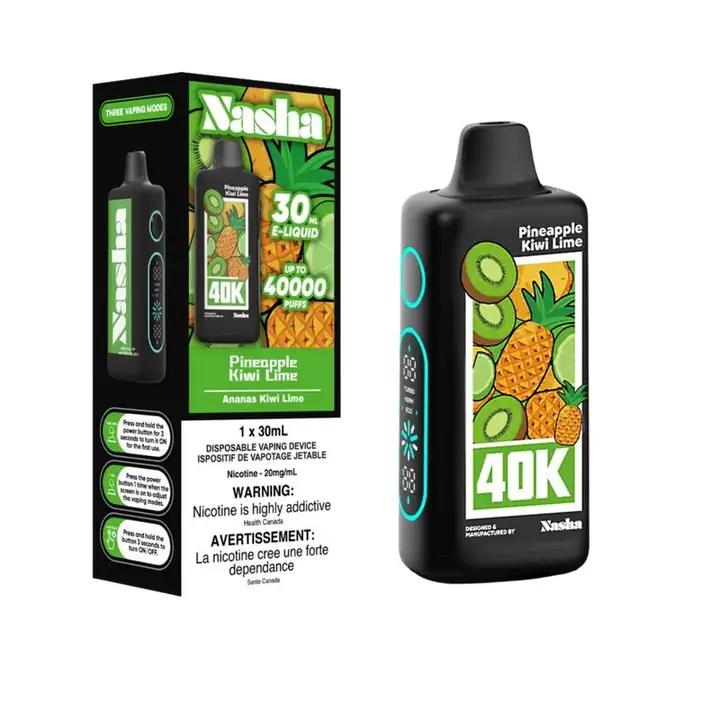 THREE VAPING MODES
Nasha
Press and hold the
power button for 3
seconds to turn it ON
for the first use.
Press the power
button 1 time when the
screen is on to adjust
the vaping modes.
Press and hold the
button 3 seconds to
turn ON/OFF.
Nasha
Pineapple
Kiwi Lime
40K
Nasha
30 ML
E-LIQUID
UP TO
40000
PUFFS
Pineapple
Kiwi Lime
Ananas Kiwi Lime
1 x 30mL
DISPOSABLE VAPING DEVICE
ISPOSITIF DE VAPOTAGE JETABLE
Nicotine - 20mg/mL
WARNING:
Nicotine is highly addictive
Health Canada
AVERTISSEMENT:
La nicotine cree une forte
dependance
Sante Canada
Pineapple
Kiwi Lime
TURBO
NORM
ECO
40K
DESIGNED &
MANUFACTURED BY
Nasha